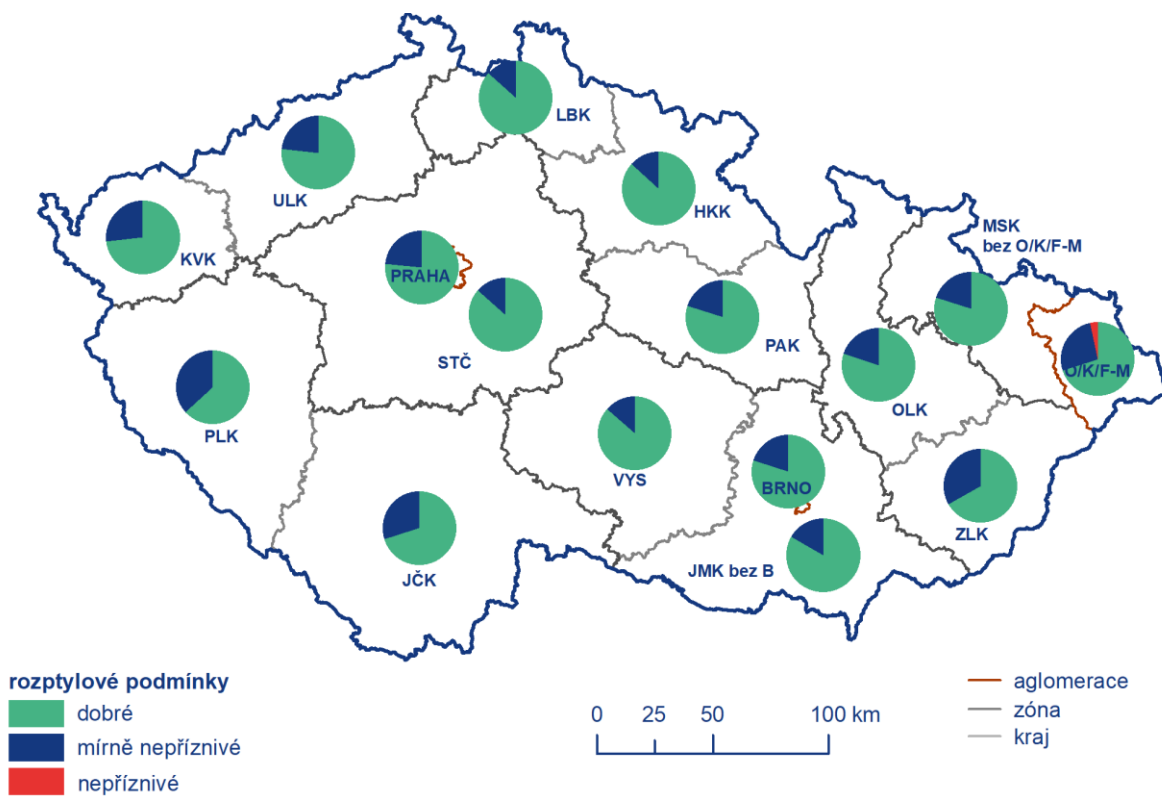 LBK
ULK
HKK
MSK
bez O/K/F-M
KVK
PRAHA
STČ
PAK
O/K/F-M
OLK
PLK
VYS
BRNO
ZLK
JČK
JMK bez B
rozptylové podmínky
dobré
mírně nepříznivé
nepříznivé
0 25 50 100 km
aglomerace
zóna
kraj